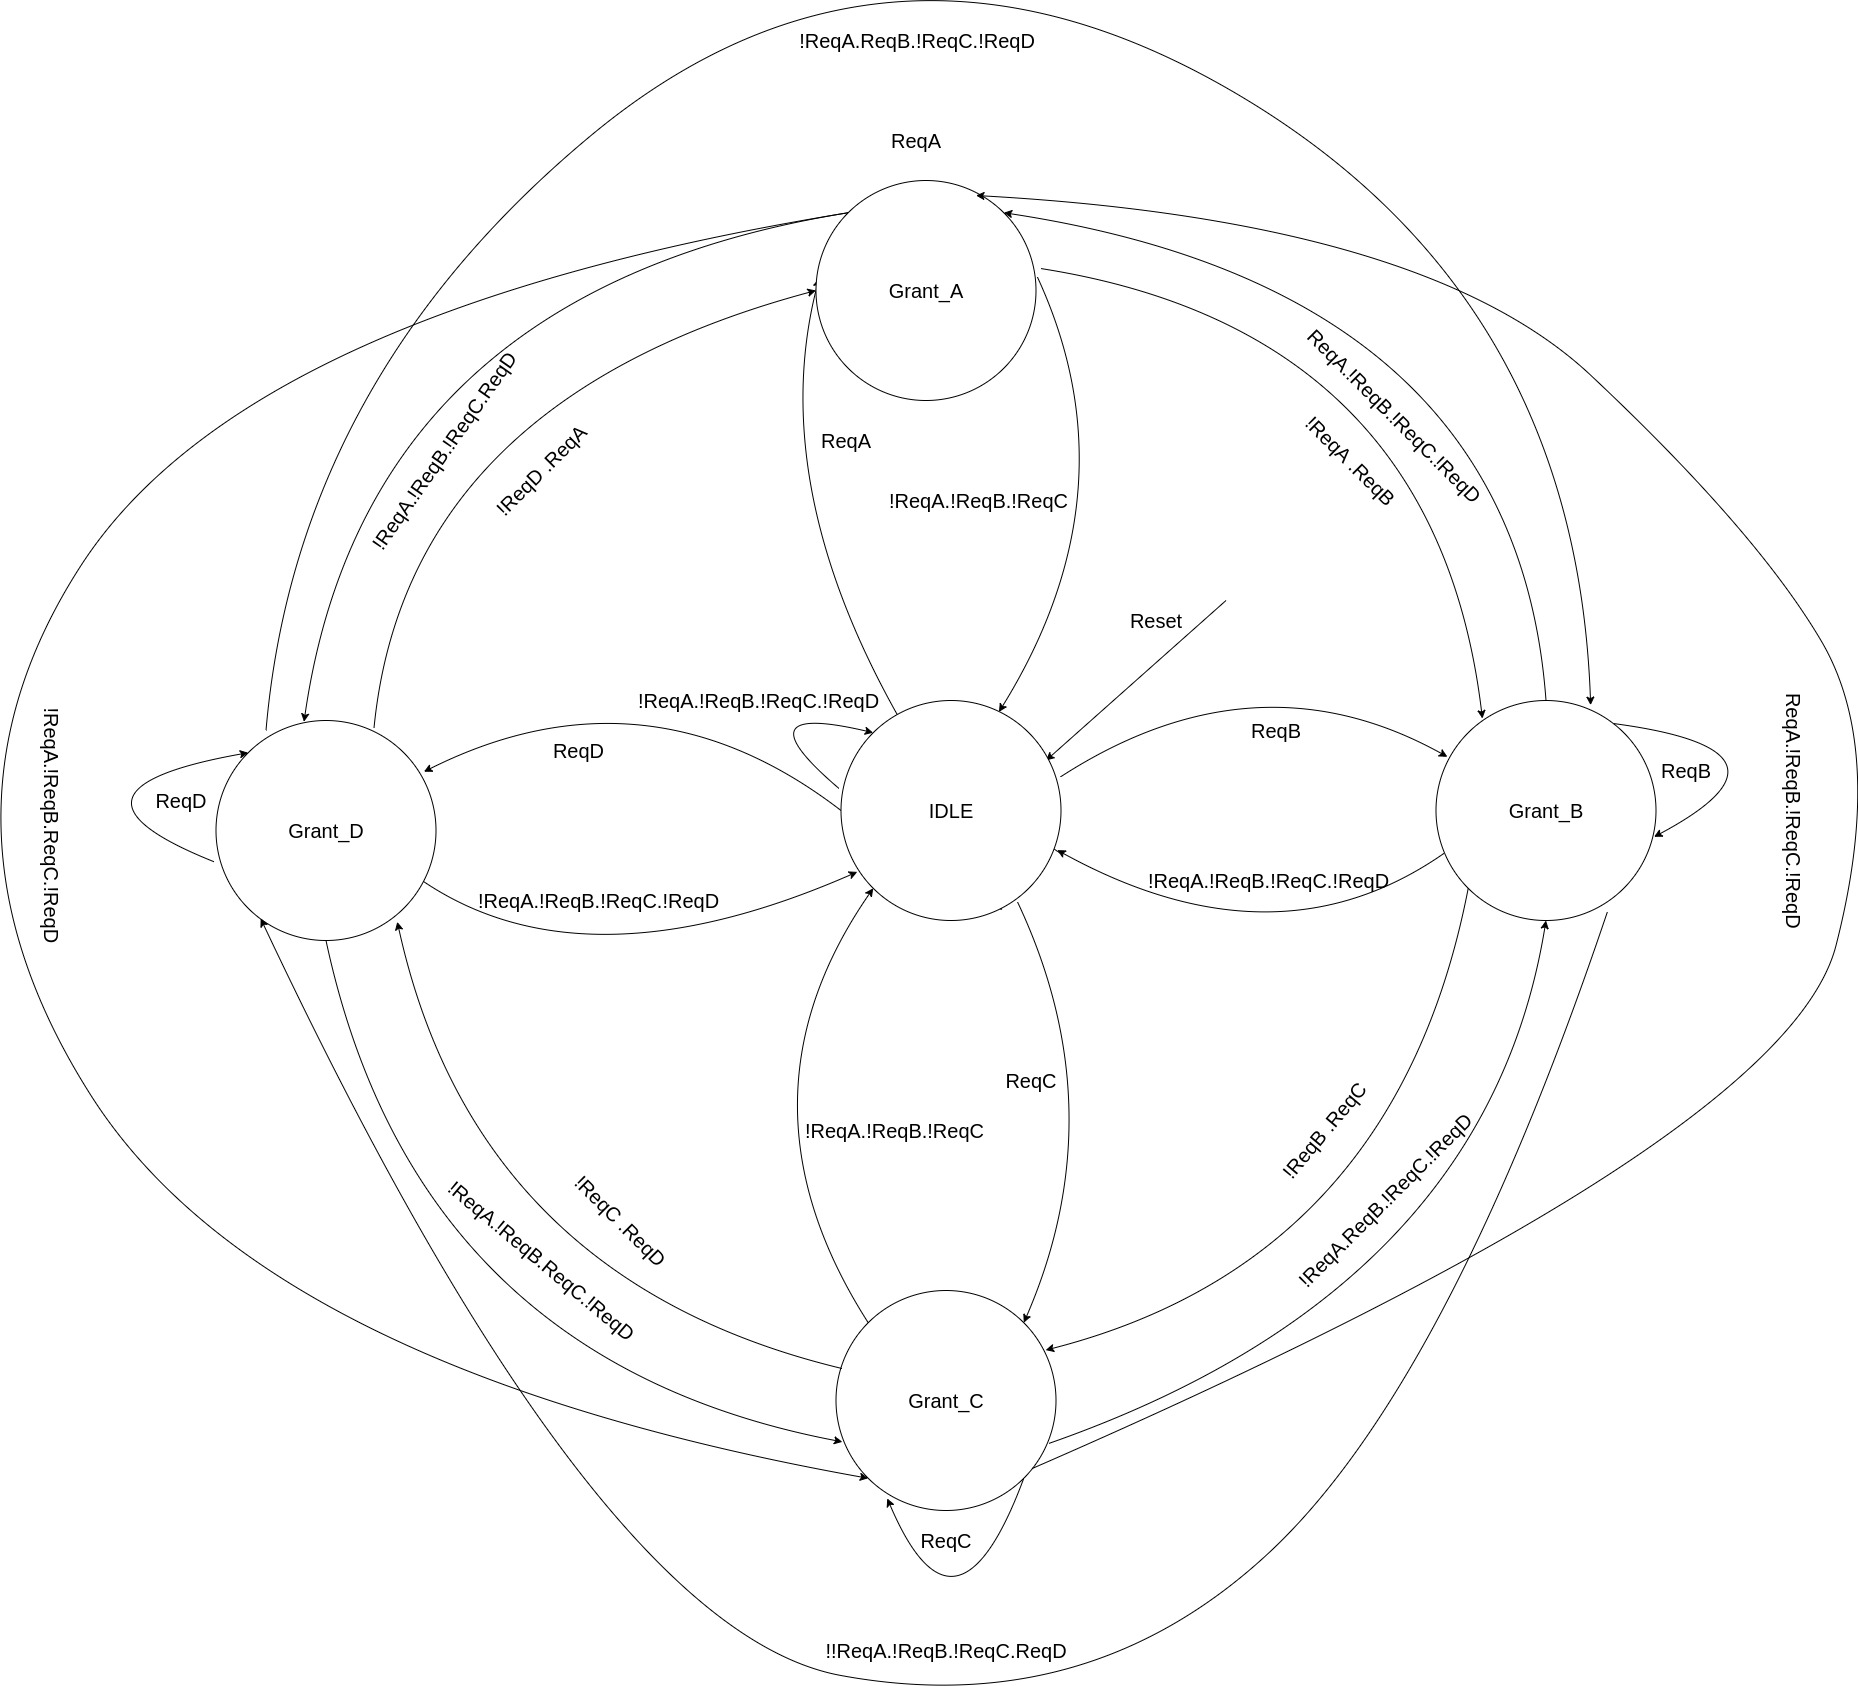 !ReqA.ReqB.!ReqC.!ReqD
ReqA
Grant_A
ReqA.!ReqB.!ReqC.!ReqD
!ReqA.!ReqB.!ReqC.ReqD
!ReqD .ReqA
ReqA
!ReqA .ReqB
!ReqA.!ReqB.!ReqC
Reset
!ReqA.!ReqB.!ReqC.!ReqD
ReqD
ReqB
ReqB
ReqD
IDLE
Grant_B
Grant_D
!ReqA.!ReqB.ReqC.!ReqD
ReqA.!ReqB.!ReqC.!ReqD
!ReqA.!ReqB.!ReqC.!ReqD
!ReqA.!ReqB.!ReqC.!ReqD
ReqC
!ReqA.!ReqB.!ReqC
!ReqB .ReqC
!ReqA.ReqB.!ReqC.!ReqD
!ReqC .ReqD
!ReqA.!ReqB.ReqC.!ReqD
Grant_C
ReqC
!!ReqA.!ReqB.!ReqC.ReqD